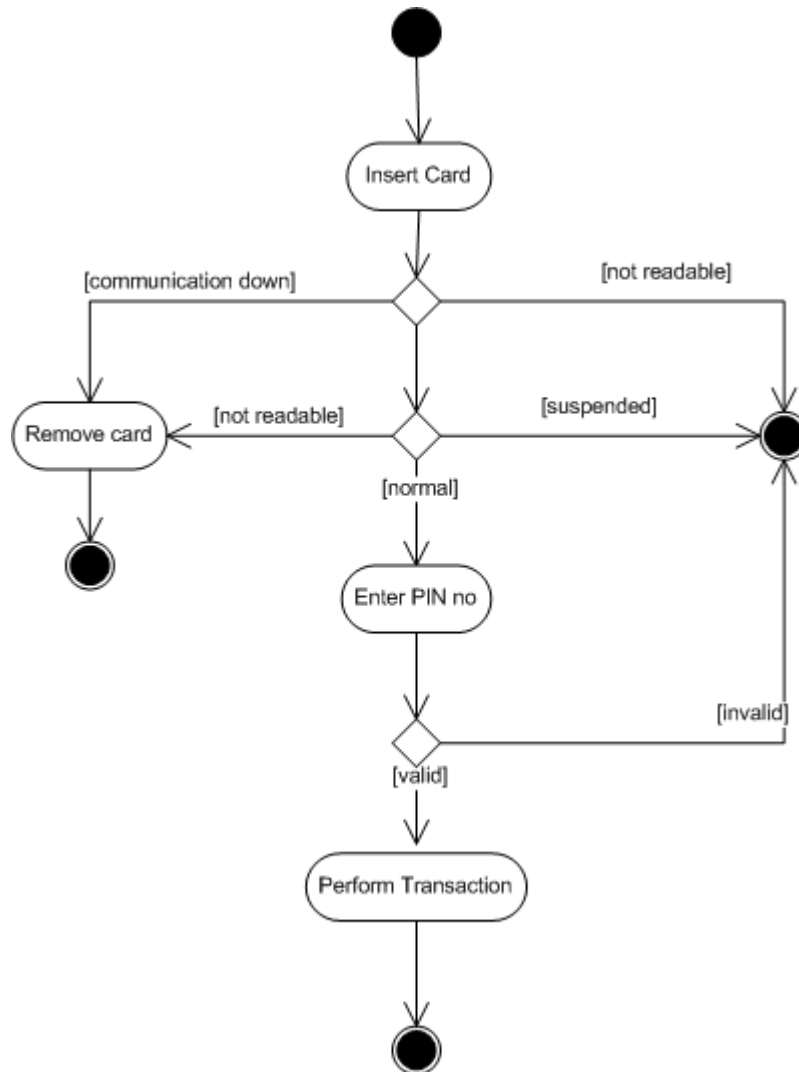 Insert Card
[communication down]
[not readable]
Remove card
[not readable]
[suspended]
[normal]
Enter PIN no
[invalid]
[valid]
Perform Transaction